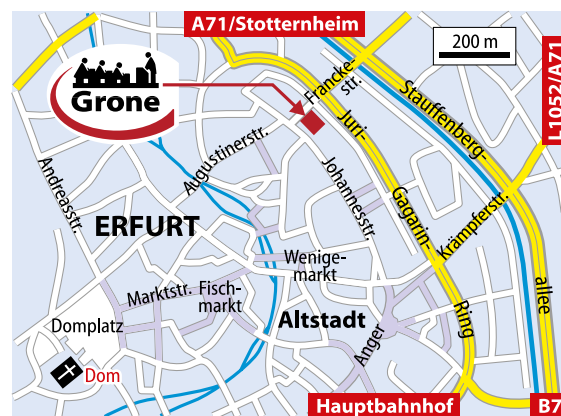 A71/Stotternheim
200 m
L1052/A71
Grone
Francke-
str.
Stauffenberg-
allee
Juri-
Gagarin-
Ring
Augustinerstr.
Johannesstr.
Andreasstr.
Krämpferstr.
ERFURT
Wenige-
markt
Marktstr.
Fisch-
markt
Altstadt
Domplatz
Anger
Dom
Hauptbahnhof
B7